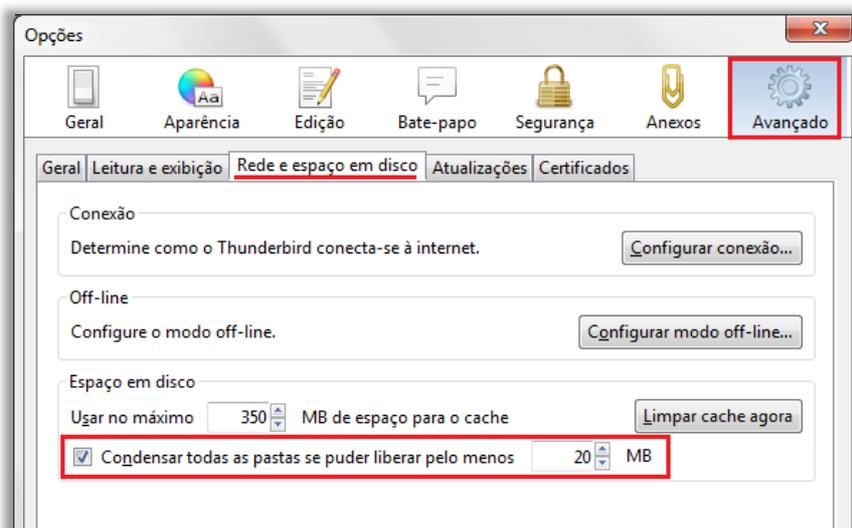 Opções
Aa
Geral Aparência Edição Bate-papo Segurança Anexos Avançado
Geral Leitura e exibição Rede e espaço em disco Atualizações Certificados
Conexão
Determine como o Thunderbird conecta-se à internet. Configurar conexão...
Off-line
Configure o modo off-line. Configurar modo off-line...
Espaço em disco
Usar no máximo 350 MB de espaço para o cache Limpar cache agora
Condensar todas as pastas se puder liberar pelo menos 20 MB